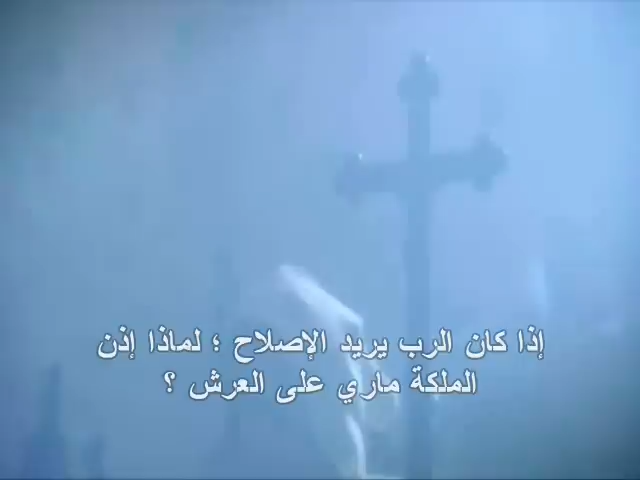 إذا كان الرب يريد الإصلاح ؛ لماذا إذن
الملكة ماري على العرش ؟